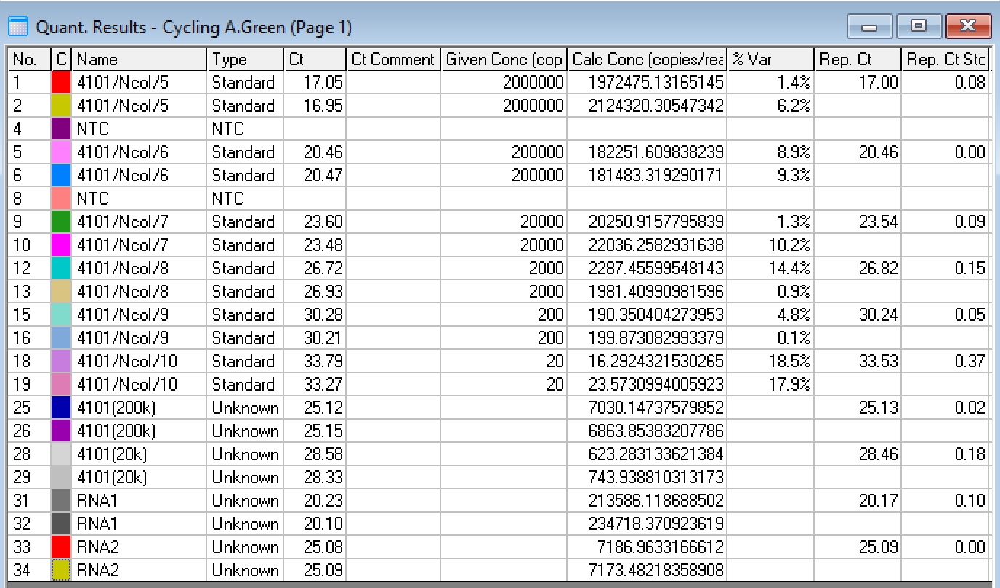 Quant. Results - Cycling A.Green (Page 1)
No. C Name Type Ct Ct Comment Given Conc (cop Calc Conc (copies/rea % Var Rep. Ct Rep. Ct Std
1 4101/Ncol/5 Standard 17.05 2000000 1972475.13165145 1.4% 17.00 0.08
2 4101/Ncol/5 Standard 16.95 2000000 2124320.30547342 6.2%
4 NTC NTC
5 4101/Ncol/6 Standard 20.46 200000 182251.609838239 8.9% 20.46 0.00
6 4101/Ncol/6 Standard 20.47 200000 181483.319290171 9.3%
8 NTC NTC
9 4101/Ncol/7 Standard 23.60 20000 20250.9157795839 1.3% 23.54 0.09
10 4101/Ncol/7 Standard 23.48 20000 22036.2582931638 10.2%
12 4101/Ncol/8 Standard 26.72 2000 2287.45599548143 14.4% 26.82 0.15
13 4101/Ncol/8 Standard 26.93 2000 1981.40990981596 0.9%
15 4101/Ncol/9 Standard 30.28 200 190.350404273953 4.8% 30.24 0.05
16 4101/Ncol/9 Standard 30.21 200 199.873082993379 0.1%
18 4101/Ncol/10 Standard 33.79 20 16.2924321530265 18.5% 33.53 0.37
19 4101/Ncol/10 Standard 33.27 20 23.5730994005923 17.9%
25 4101(200k) Unknown 25.12 7030.14737579852 25.13 0.02
26 4101(200k) Unknown 25.15 6863.85383207786
28 4101(20k) Unknown 28.58 623.283133621384 28.46 0.18
29 4101(20k) Unknown 28.33 743.938810313173
31 RNA1 Unknown 20.23 213586.118688502 20.17 0.10
32 RNA1 Unknown 20.10 234718.370923619
33 RNA2 Unknown 25.08 7186.9633166612 25.09 0.00
34 RNA2 Unknown 25.09 7173.48218358908